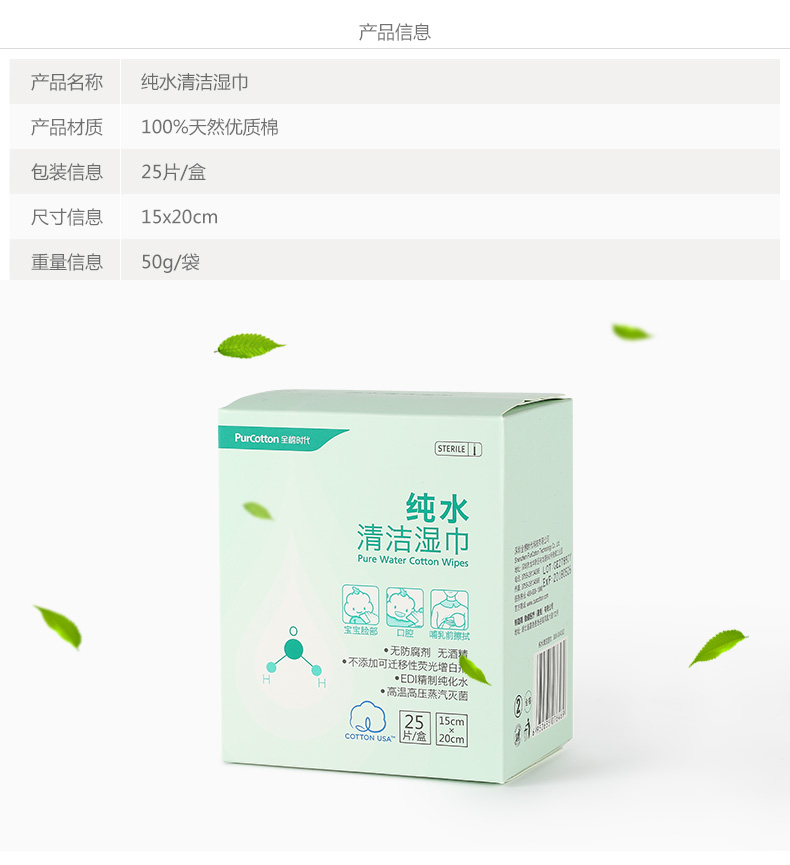 产品信息
产品名称 纯水清洁湿巾
产品材质 100%天然优质棉
包装信息 25片/盒
尺寸信息 15x20cm
重量信息 50g/袋
PurCotton 全棉时代
STERILE
纯水
清洁湿巾
Pure Water Cotton Wipes
宝宝脸部 口腔 哺乳前擦拭
•无防腐剂 无酒精
•不添加可迁移性荧光增白剂
•EDI精制纯化水
•高温高压蒸汽灭菌
O
H H
COTTON USA™
25
片/盒
15cm
x
20cm